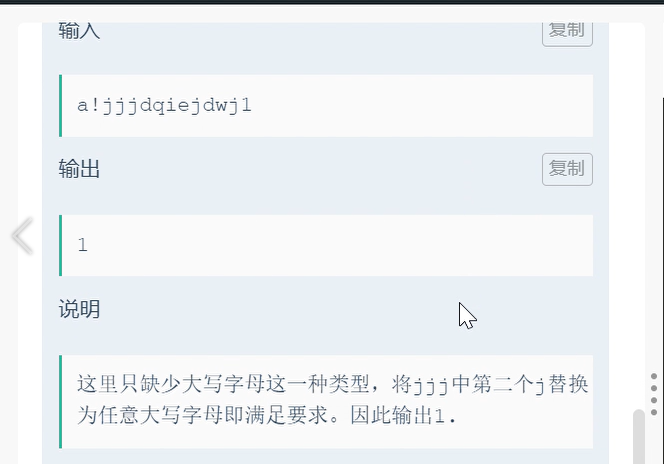 输入
复制
a!jjjdqiejdwj1
输出
复制
1
说明
这里只缺少大写字母这一种类型，将jjj中第二个j替换
为任意大写字母即满足要求。因此输出1.